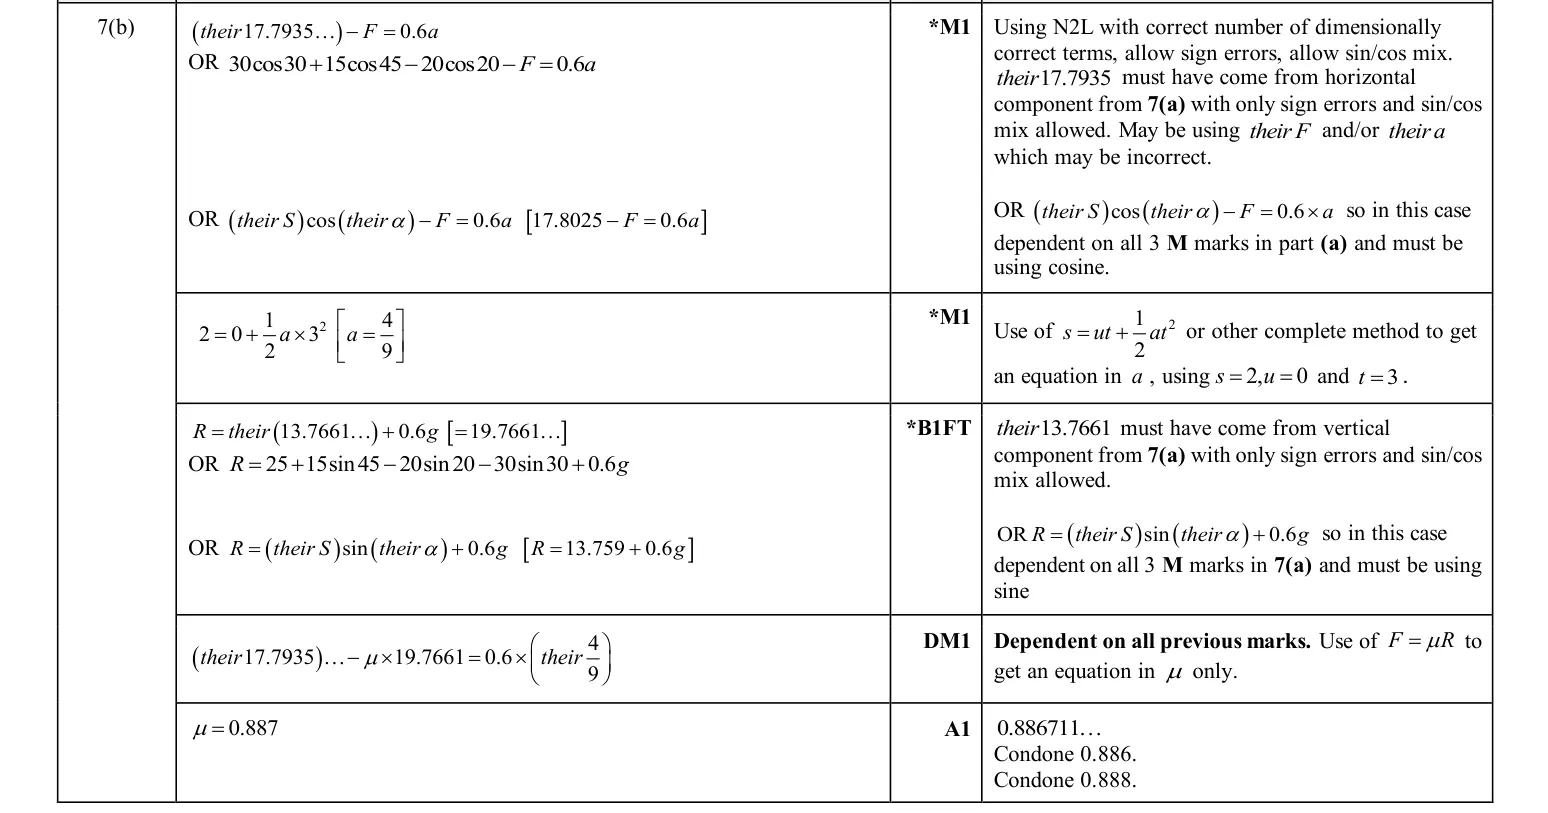 7(b)
(their 17.7935…) − F = 0.6a
OR 30cos30 + 15cos45 − 20cos20 − F = 0.6a
OR (their S)cos(their α) − F = 0.6a [17.8025 − F = 0.6a]
*M1
Using N2L with correct number of dimensionally
correct terms, allow sign errors, allow sin/cos mix.
their 17.7935 must have come from horizontal
component from 7(a) with only sign errors and sin/cos
mix allowed. May be using their F and/or their a
which may be incorrect.
OR (their S)cos(their α) − F = 0.6 × a so in this case
dependent on all 3 M marks in part (a) and must be
using cosine.
2 = 0 + 1/2 a × 3² [a = 4/9]
*M1
Use of s = ut + 1/2 at² or other complete method to get
an equation in a , using s = 2, u = 0 and t = 3 .
R = their (13.7661…) + 0.6g [= 19.7661…]
OR R = 25 + 15sin45 − 20sin20 − 30sin30 + 0.6g
OR R = (their S)sin(their α) + 0.6g [R = 13.759 + 0.6g]
*B1FT
their 13.7661 must have come from vertical
component from 7(a) with only sign errors and sin/cos
mix allowed.
OR R = (their S)sin(their α) + 0.6g so in this case
dependent on all 3 M marks in 7(a) and must be using
sine
(their 17.7935)… − μ × 19.7661 = 0.6 × (their 4/9)
DM1
Dependent on all previous marks. Use of F = μR to
get an equation in μ only.
μ = 0.887
A1
0.886711…
Condone 0.886.
Condone 0.888.